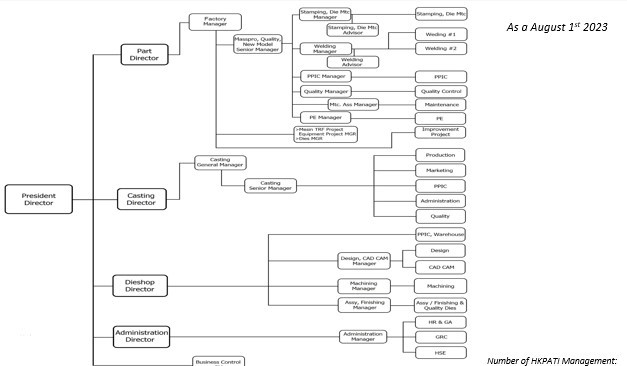 As a August 1st 2023
President
Director
Part
Director
Factory
Manager
Masspro, Quality,
New Model
Senior Manager
Stamping, Die Mtc
Manager
Stamping, Die Mtc
Advisor
Stamping, Die Mtc
Welding
Manager
Welding
Advisor
Welding #1
Welding #2
PPIC Manager
PPIC
Quality Manager
Quality Control
Mtc. Ass Manager
Maintenance
PE Manager
PE
>Mean TRF Project
Equipment Project MGR
>Dies MGR
Improvement
Project
Casting
Director
Casting
General Manager
Casting
Senior Manager
Production
Marketing
PPIC
Administration
Quality
Dieshop
Director
PPIC, Warehouse
Design, CAD CAM
Manager
Design
CAD CAM
Machining
Manager
Machining
Assy, Finishing
Manager
Assy / Finishing &
Quality Dies
Administration
Director
Administration
Manager
HR & GA
GRC
HSE
Business Control
Number of HKPATI Management: